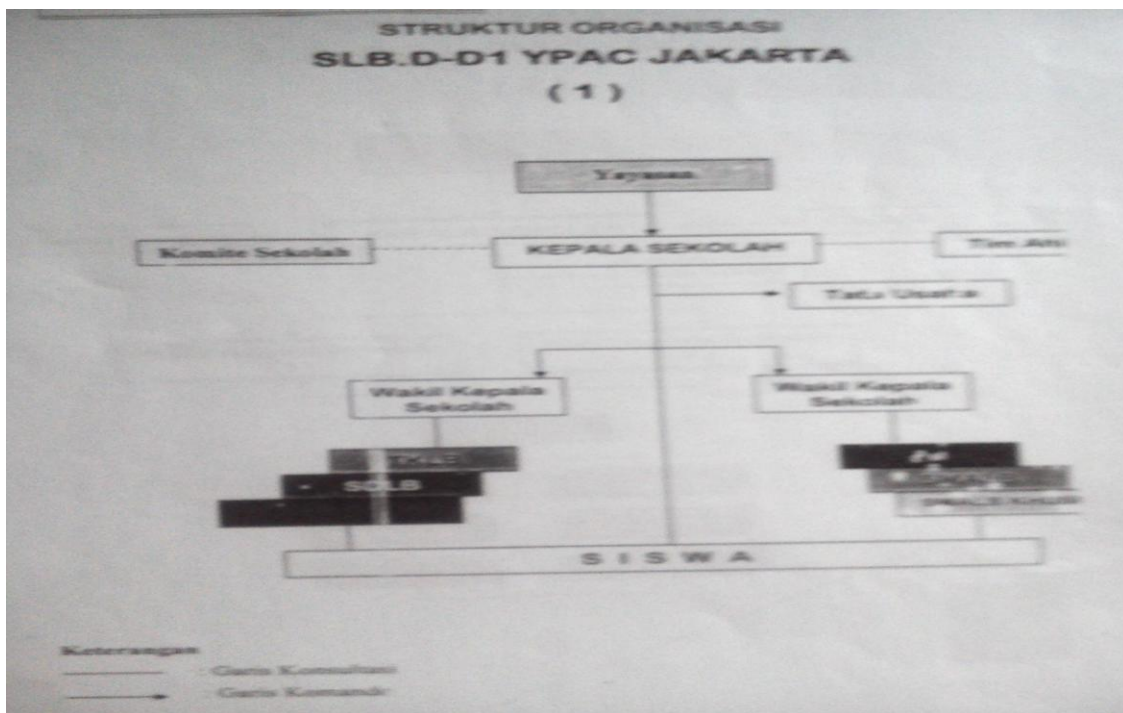 STRUKTUR ORGANISASI
SLB.D-D1 YPAC JAKARTA
( 1 )
Yayasan
Komite Sekolah
KEPALA SEKOLAH
Tim
Tata Usaha
Wakil Kepala
Sekolah
Wakil Kepala
Sekolah
SDLB
S I S W A
Keterangan
: Garis Konsultasi
: Garis Komando